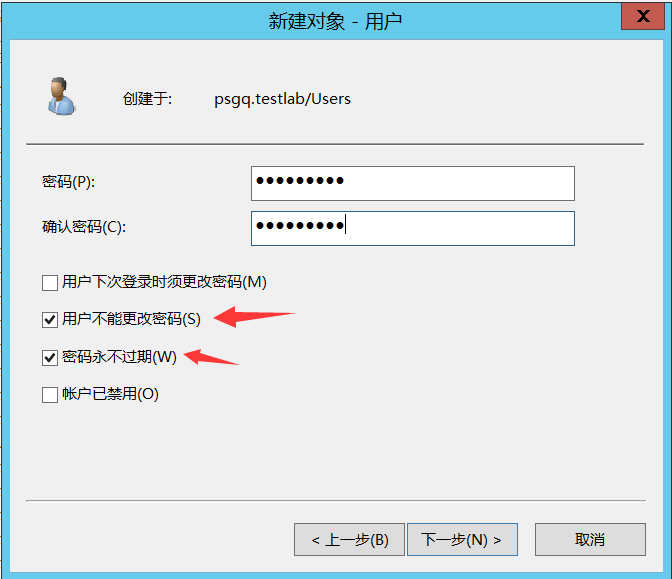 新建对象 - 用户
创建于: psgq.testlab/Users
密码(P):
●●●●●●●●●
确认密码(C):
●●●●●●●●●
用户下次登录时须更改密码(M)
用户不能更改密码(S)
密码永不过期(W)
帐户已禁用(O)
< 上一步(B) 下一步(N) > 取消